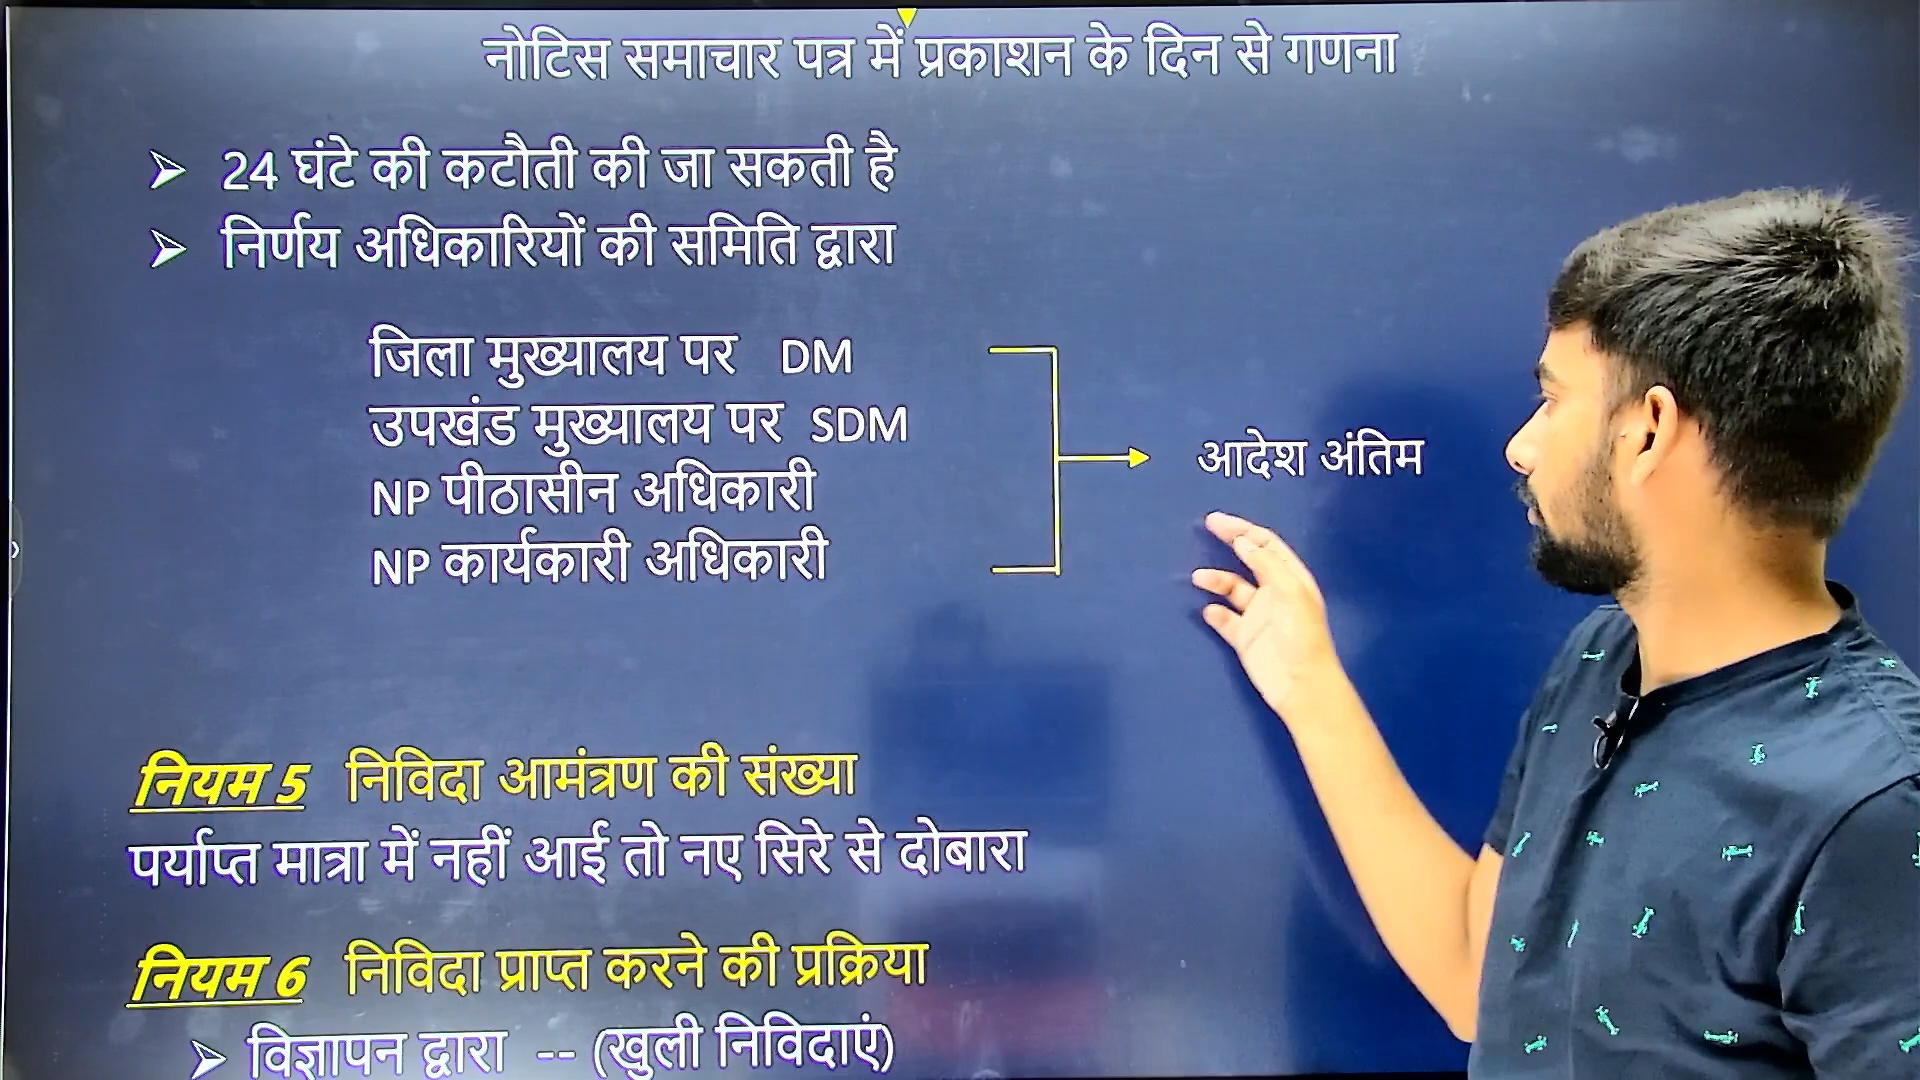 नोटिस समाचार पत्र में प्रकाशन के दिन से गणना
➢ 24 घंटे की कटौती की जा सकती है
➢ निर्णय अधिकारियों की समिति द्वारा
जिला मुख्यालय पर DM
उपखंड मुख्यालय पर SDM
NP पीठासीन अधिकारी
NP कार्यकारी अधिकारी
आदेश अंतिम
नियम 5 निविदा आमंत्रण की संख्या
पर्याप्त मात्रा में नहीं आई तो नए सिरे से दोबारा
नियम 6 निविदा प्राप्त करने की प्रक्रिया
➢ विज्ञापन द्वारा -- (खुली निविदाएं)